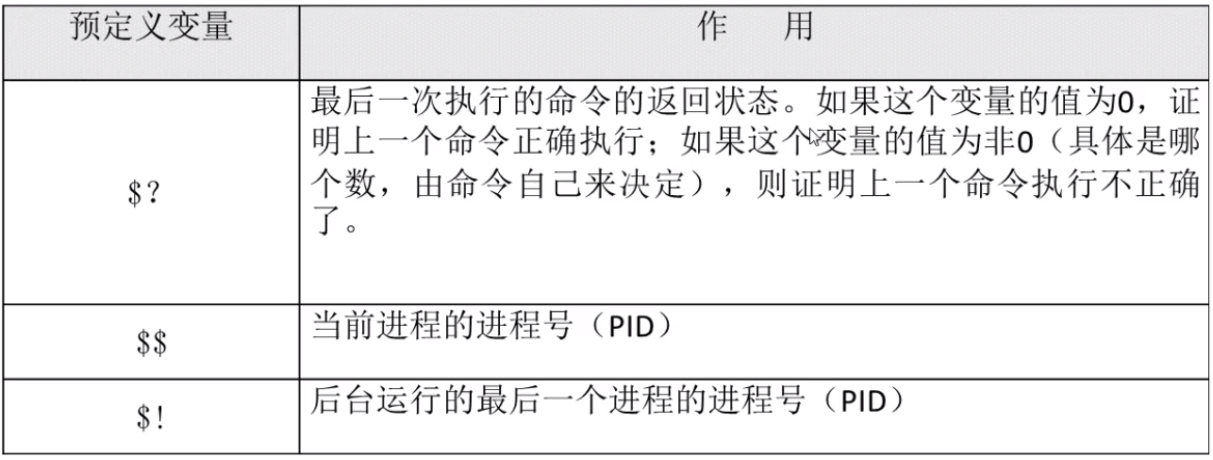 预定义变量
作 用
$?
最后一次执行的命令的返回状态。如果这个变量的值为0，证
明上一个命令正确执行；如果这个变量的值为非0（具体是哪
个数，由命令自己来决定），则证明上一个命令执行不正确
了。
$$
当前进程的进程号（PID）
$!
后台运行的最后一个进程的进程号（PID）